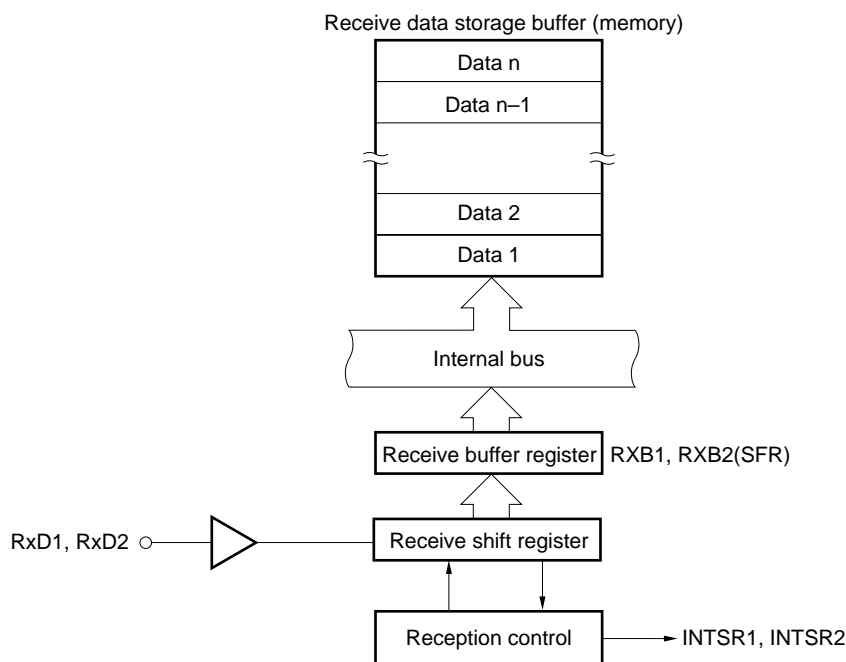 Receive data storage buffer (memory)
Data n
Data n–1
Data 2
Data 1
Internal bus
Receive buffer register
RXB1, RXB2(SFR)
RxD1, RxD2
Receive shift register
Reception control
INTSR1, INTSR2